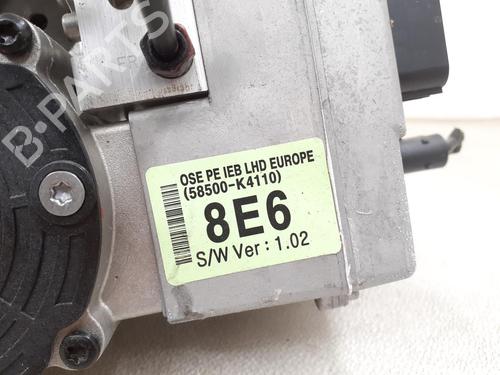 B-PARTS
OSE PE IEB LHD EUROPE
(58500-K4110)
8E6
S/W Ver : 1.02